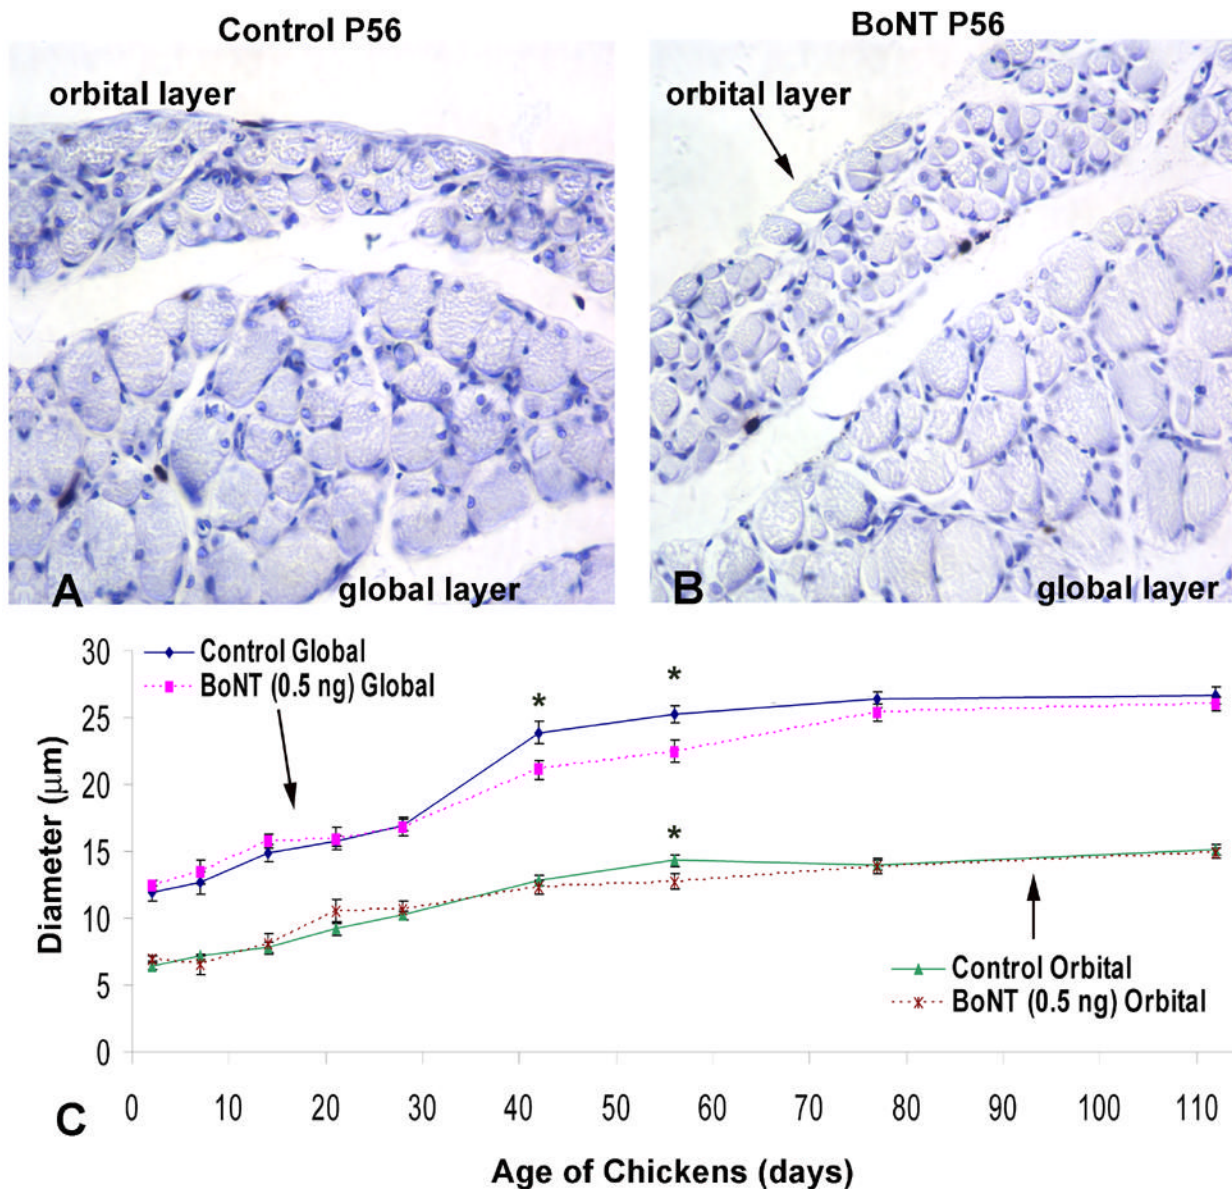 Control P56
BoNT P56
orbital layer
orbital layer
A
global layer
B
global layer
30
25
20
15
10
5
0
Diameter (μm)
Control Global
BoNT (0.5 ng) Global
*
*
*
Control Orbital
BoNT (0.5 ng) Orbital
C
0 10 20 30 40 50 60 70 80 90 100 110
Age of Chickens (days)